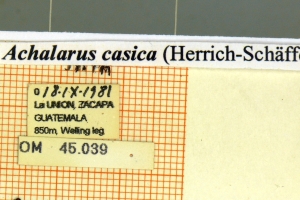 Achalarus casica (Herrich-Schäffe
18-IX-1981
La UNION, ZACAPA
GUATEMALA
850m, Welling leg.
OM 45.039